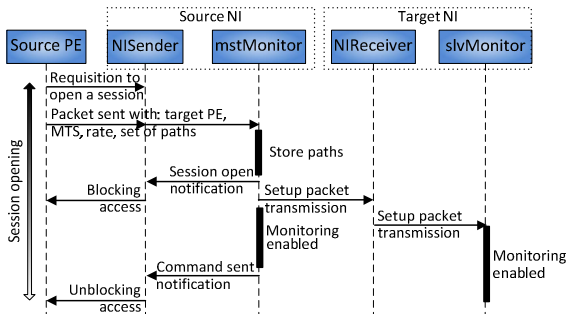 Source NI
Target NI
Source PE
NISender
mstMonitor
NIReceiver
slvMonitor
Requisition to
open a session
Packet sent with: target PE,
MTS, rate, set of paths
Store paths
Session open
notification
Blocking
access
Setup packet
transmission
Setup packet
transmission
Monitoring
enabled
Monitoring
enabled
Command sent
notification
Unblocking
access
Session opening